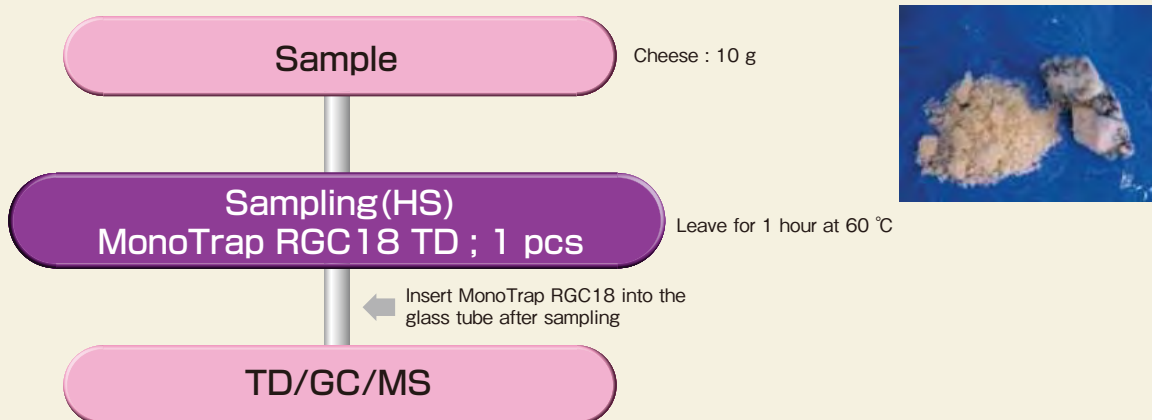 Sample
Cheese : 10 g
Sampling(HS)
MonoTrap RGC18 TD ; 1 pcs
Leave for 1 hour at 60 ℃
Insert MonoTrap RGC18 into the
glass tube after sampling
TD/GC/MS